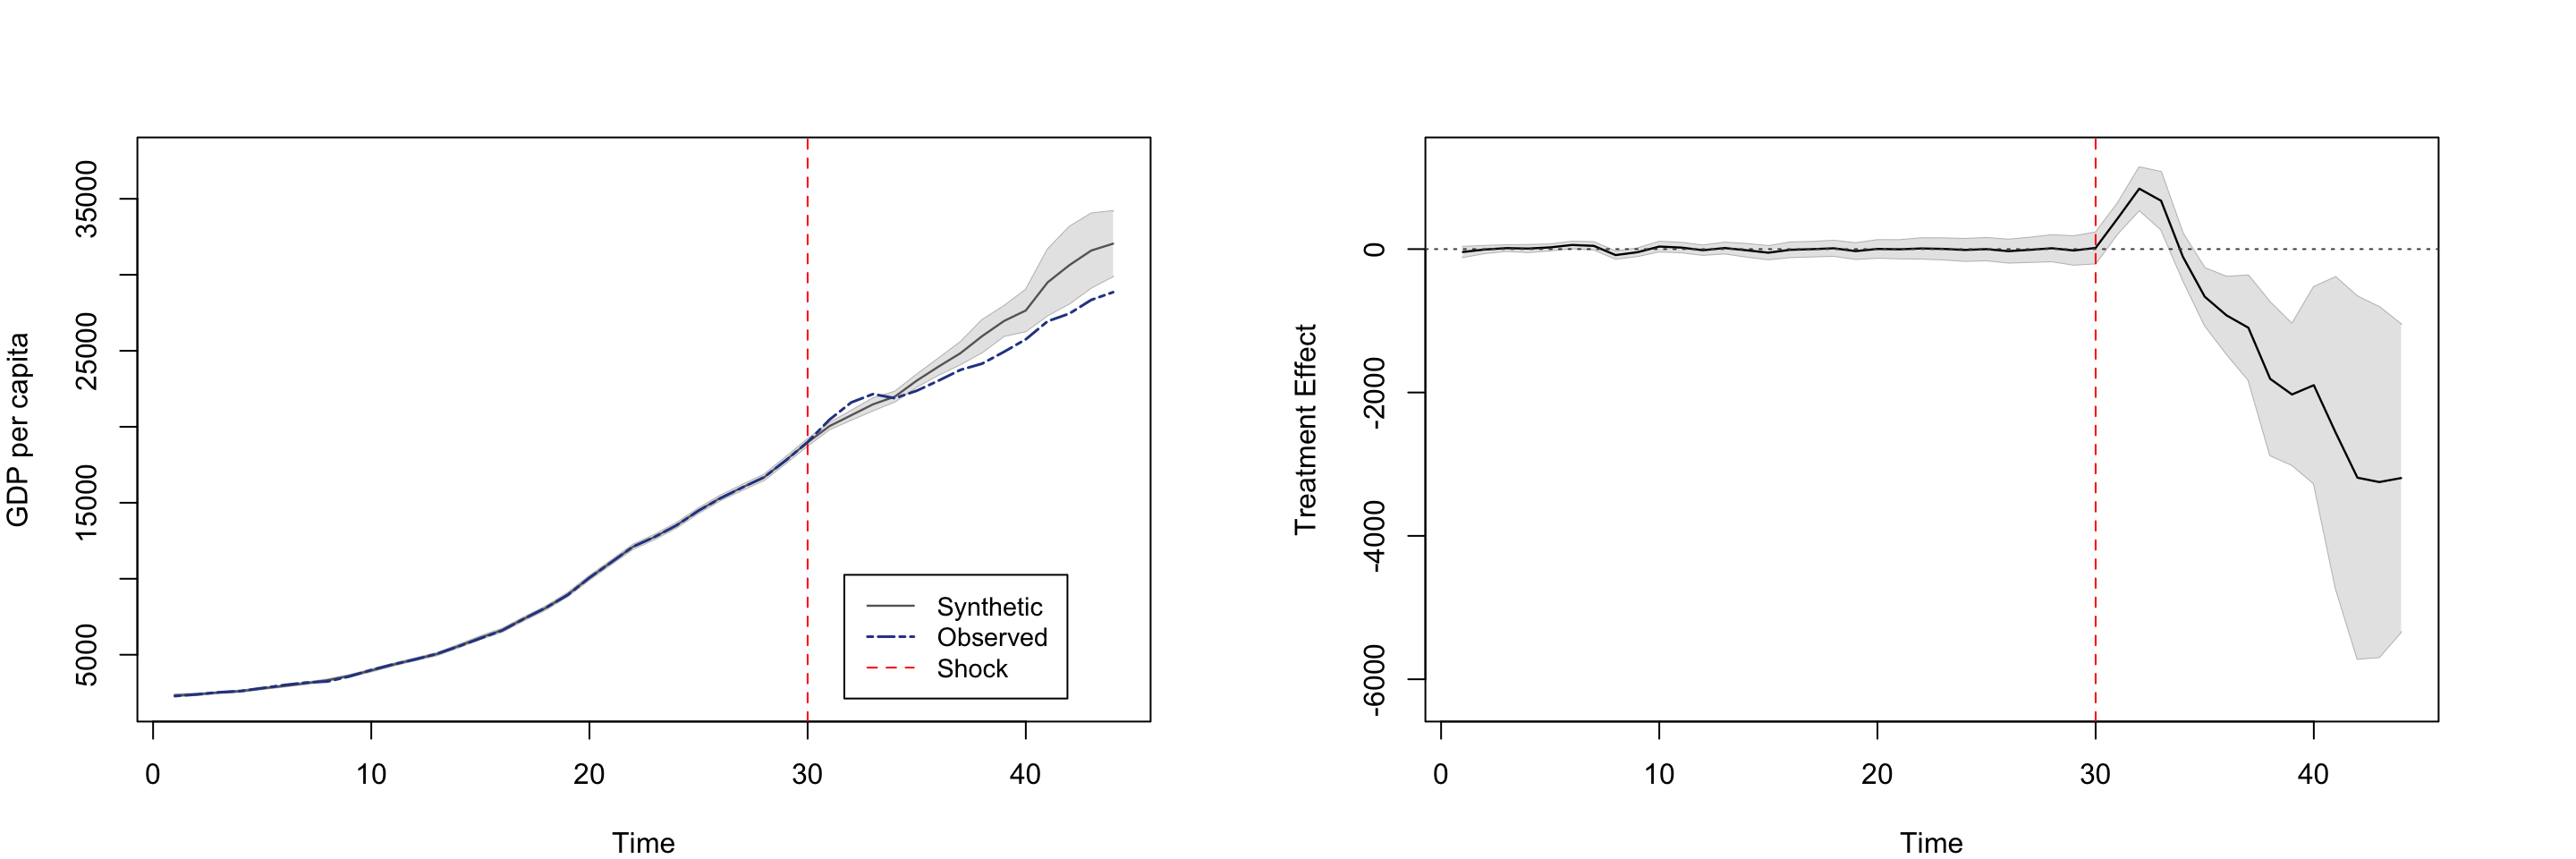 GDP per capita
35000
25000
15000
5000
Synthetic
Observed
Shock
0 10 20 30 40
Time
Treatment Effect
0
-2000
-4000
-6000
0 10 20 30 40
Time